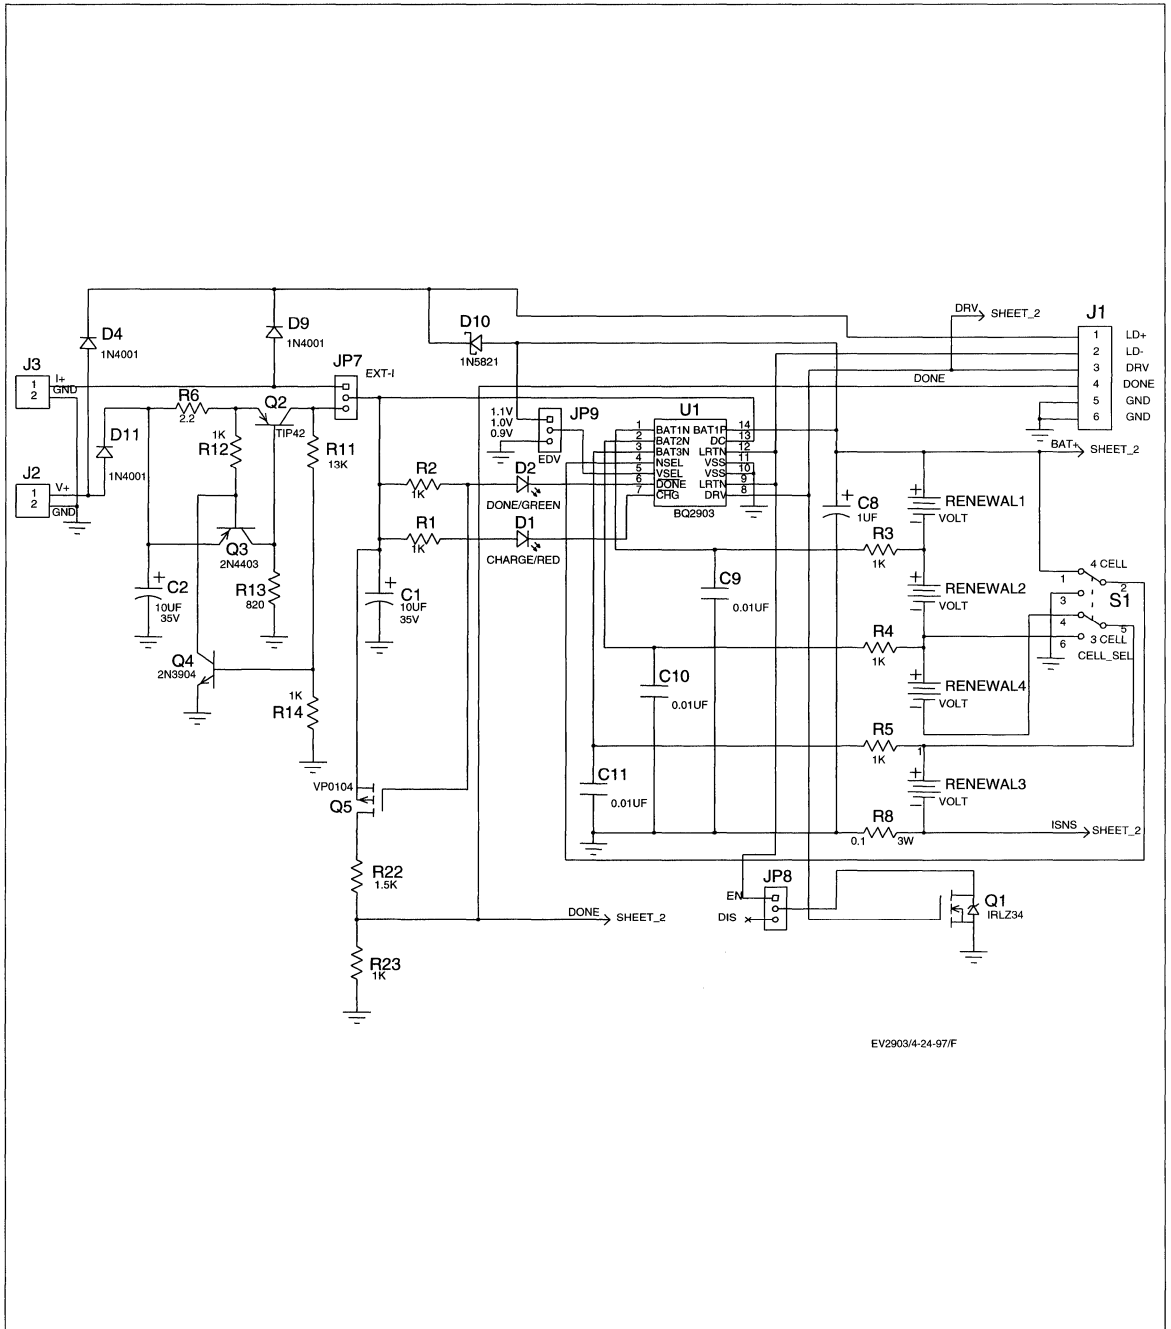 DRV
SHEET_2
J1
1 LD+
2 LD-
3 DRV
4 DONE
5 GND
6 GND
D4
1N4001
D9
1N4001
D10
1N5821
J3
1 I+
2 GND
JP7
EXT-I
DONE
R6
2.2
Q2
TIP42
D11
1N4001
1K
R12
R11
13K
J2
1 V+
2 GND
1.1V
1.0V
0.9V
JP9
EDV
U1
1 BAT1N BAT1P 14
2 BAT2N DC 13
3 BAT3N LRTN 12
4 NSEL VSS 11
5 VSEL VSS 10
6 DONE LRTN 9
7 CHG DRV 8
BQ2903
BAT+
SHEET_2
R2
1K
D2
DONE/GREEN
R1
1K
D1
CHARGE/RED
+
C8
1UF
+
RENEWAL1
VOLT
-
Q3
2N4403
R3
1K
+
C2
10UF
35V
R13
820
+
C1
10UF
35V
C9
0.01UF
+
RENEWAL2
VOLT
-
4 CELL
1
2
3
S1
4
5
3 CELL
6
CELL_SEL
Q4
2N3904
R4
1K
1K
R14
C10
0.01UF
+
RENEWAL4
VOLT
-
R5
1K
1
VP0104
Q5
C11
0.01UF
+
RENEWAL3
VOLT
-
R8
0.1 3W
ISNS
SHEET_2
R22
1.5K
JP8
EN
DIS
Q1
IRLZ34
DONE
SHEET_2
R23
1K
EV2903/4-24-97/F